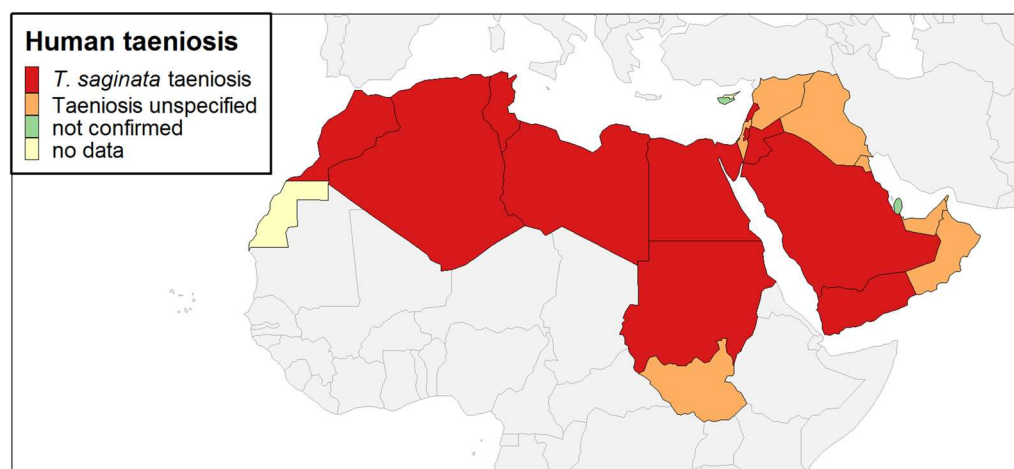 Human taeniosis
T. saginata taeniosis
Taeniosis unspecified
not confirmed
no data